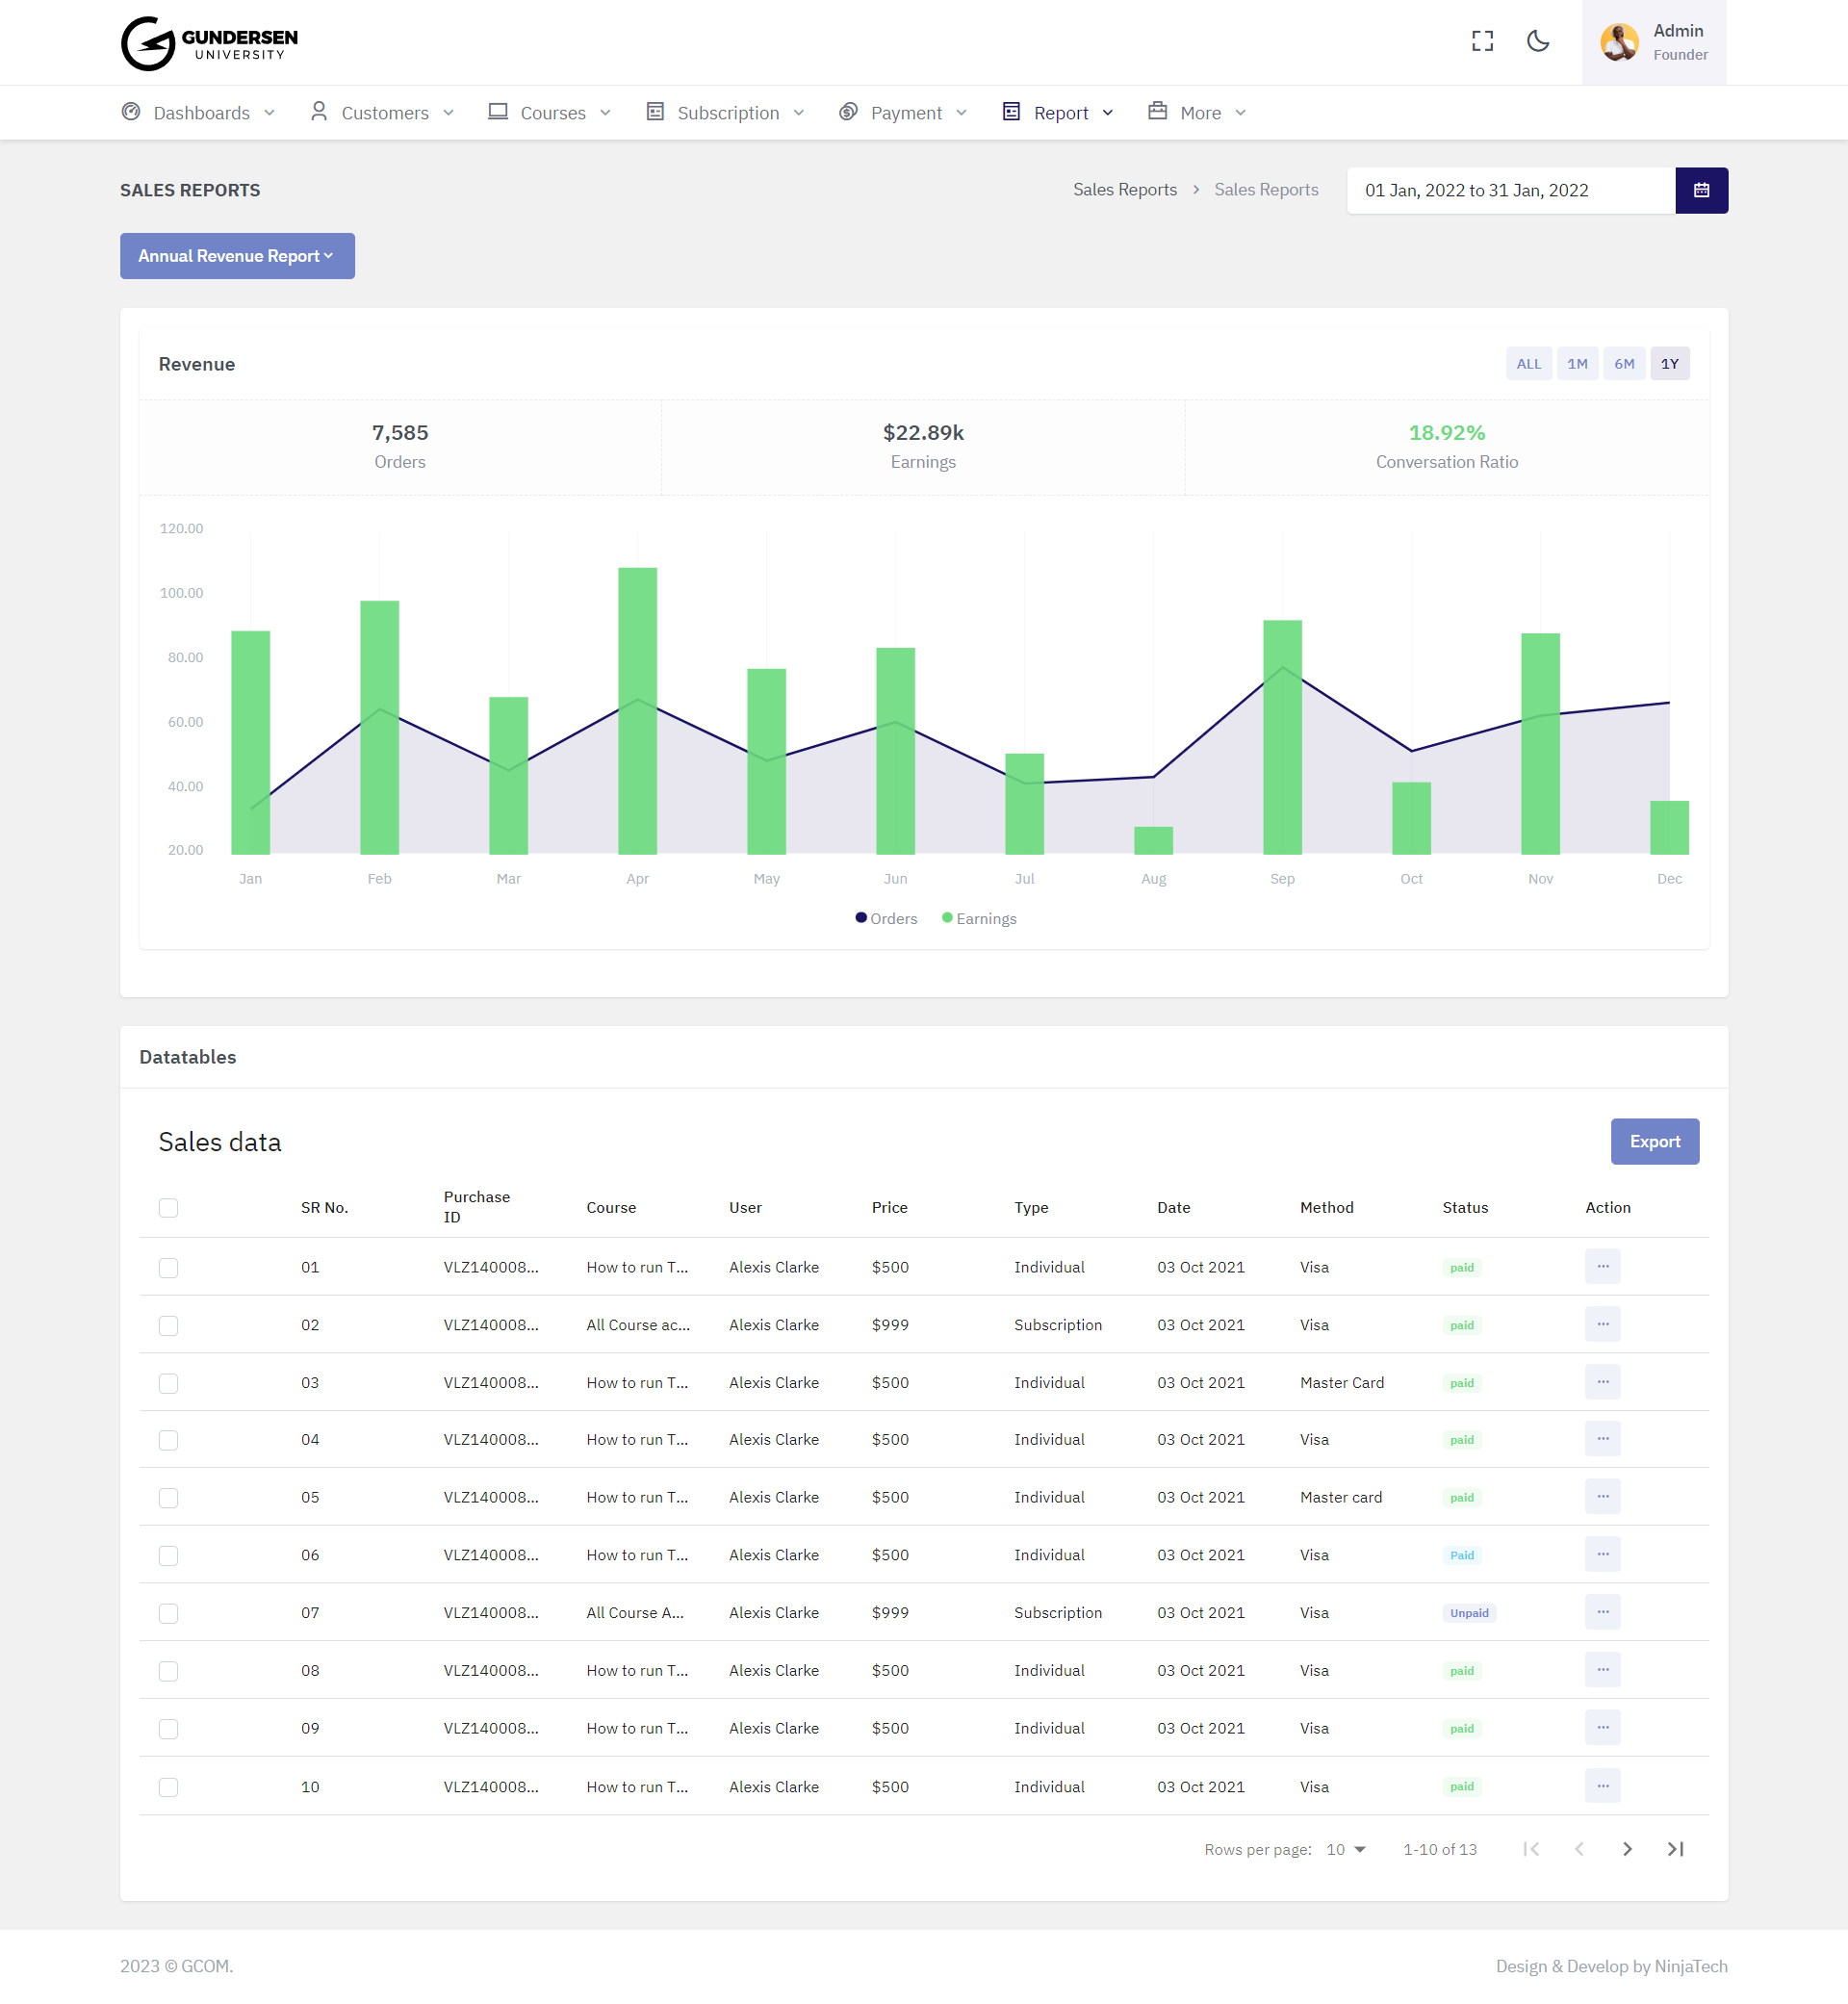 GUNDERSEN
UNIVERSITY
Admin
Founder
Dashboards Customers Courses Subscription Payment Report More
SALES REPORTS
Sales Reports > Sales Reports
01 Jan, 2022 to 31 Jan, 2022
Annual Revenue Report
Revenue
ALL 1M 6M 1Y
7,585 $22.89k 18.92%
Orders Earnings Conversation Ratio
120.00
100.00
80.00
60.00
40.00
20.00
Jan Feb Mar Apr May Jun Jul Aug Sep Oct Nov Dec
Orders Earnings
Datatables
Sales data
Export
SR No. Purchase ID Course User Price Type Date Method Status Action
01 VLZ140008... How to run T... Alexis Clarke $500 Individual 03 Oct 2021 Visa paid ...
02 VLZ140008... All Course ac... Alexis Clarke $999 Subscription 03 Oct 2021 Visa paid ...
03 VLZ140008... How to run T... Alexis Clarke $500 Individual 03 Oct 2021 Master Card paid ...
04 VLZ140008... How to run T... Alexis Clarke $500 Individual 03 Oct 2021 Visa paid ...
05 VLZ140008... How to run T... Alexis Clarke $500 Individual 03 Oct 2021 Master card paid ...
06 VLZ140008... How to run T... Alexis Clarke $500 Individual 03 Oct 2021 Visa Paid ...
07 VLZ140008... All Course A... Alexis Clarke $999 Subscription 03 Oct 2021 Visa Unpaid ...
08 VLZ140008... How to run T... Alexis Clarke $500 Individual 03 Oct 2021 Visa paid ...
09 VLZ140008... How to run T... Alexis Clarke $500 Individual 03 Oct 2021 Visa paid ...
10 VLZ140008... How to run T... Alexis Clarke $500 Individual 03 Oct 2021 Visa paid ...
Rows per page: 10 1-10 of 13
2023 © GCOM.
Design & Develop by NinjaTech